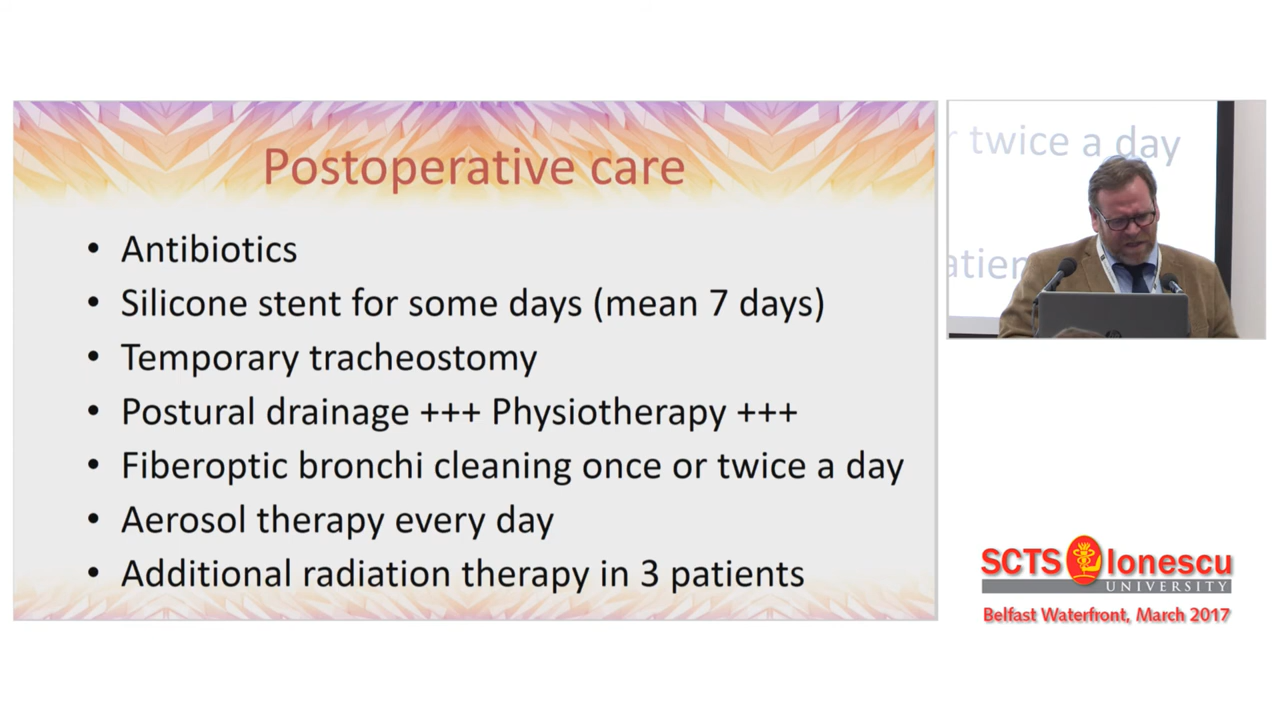 Postoperative care
• Antibiotics
• Silicone stent for some days (mean 7 days)
• Temporary tracheostomy
• Postural drainage +++ Physiotherapy +++
• Fiberoptic bronchi cleaning once or twice a day
• Aerosol therapy every day
• Additional radiation therapy in 3 patients
r twice a day
atien
SCTS Ionescu
UNIVERSITY
Belfast Waterfront, March 2017